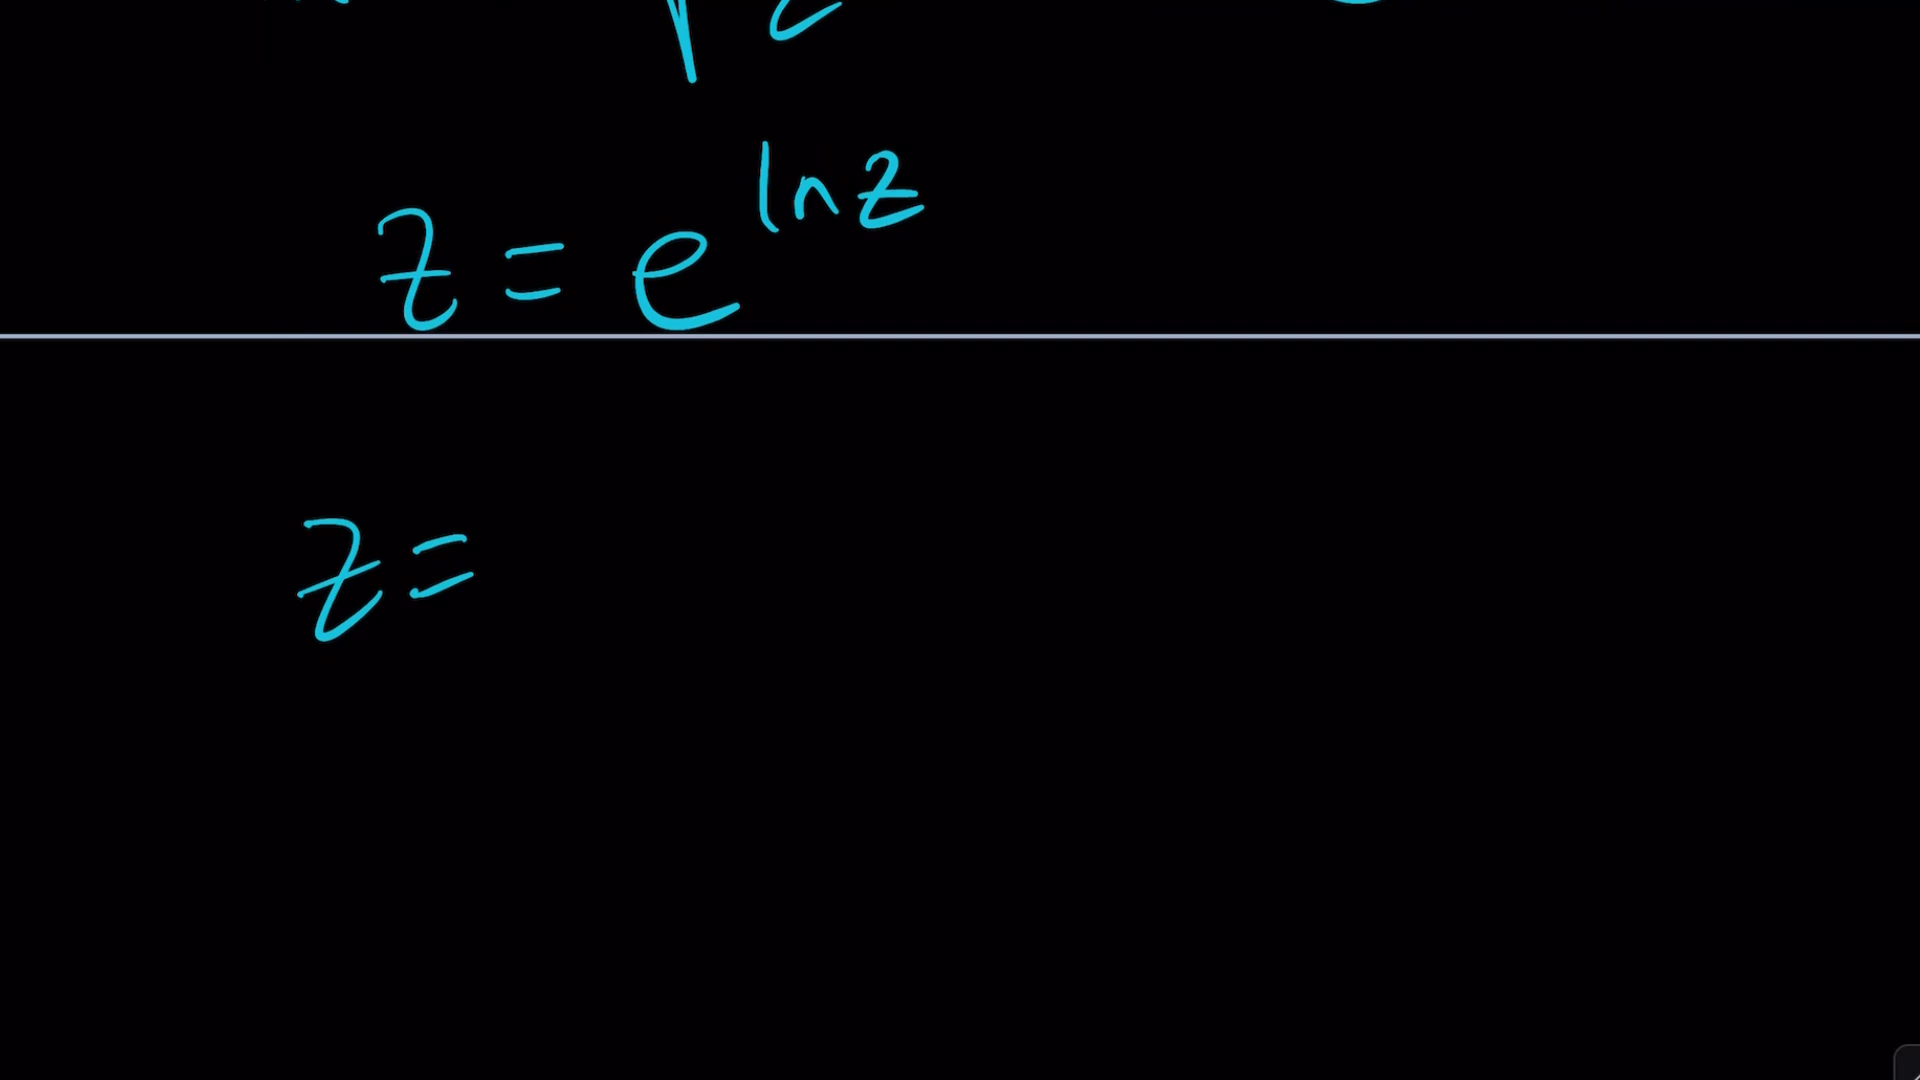 z = e^{ln z}
z =